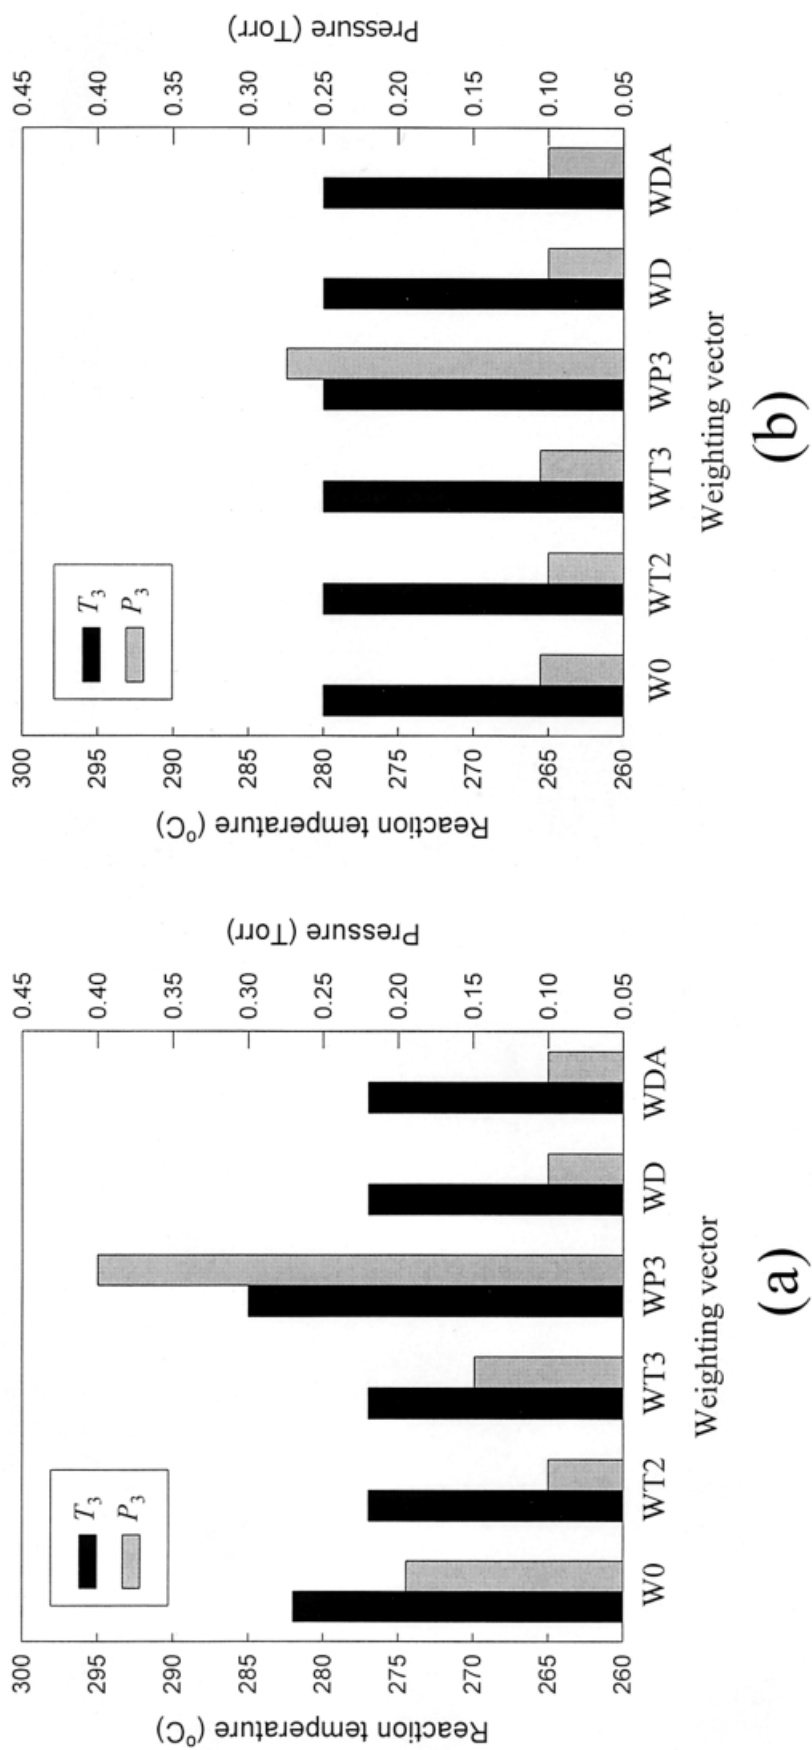 Reaction temperature (°C)
300
295
290
285
280
275
270
265
260
T3
P3
W0
WT2
WT3
WP3
WD
WDA
0.45
0.40
0.35
0.30
0.25
0.20
0.15
0.10
0.05
Pressure (Torr)
Weighting vector
(a)
Reaction temperature (°C)
300
295
290
285
280
275
270
265
260
T3
P3
W0
WT2
WT3
WP3
WD
WDA
0.45
0.40
0.35
0.30
0.25
0.20
0.15
0.10
0.05
Pressure (Torr)
Weighting vector
(b)